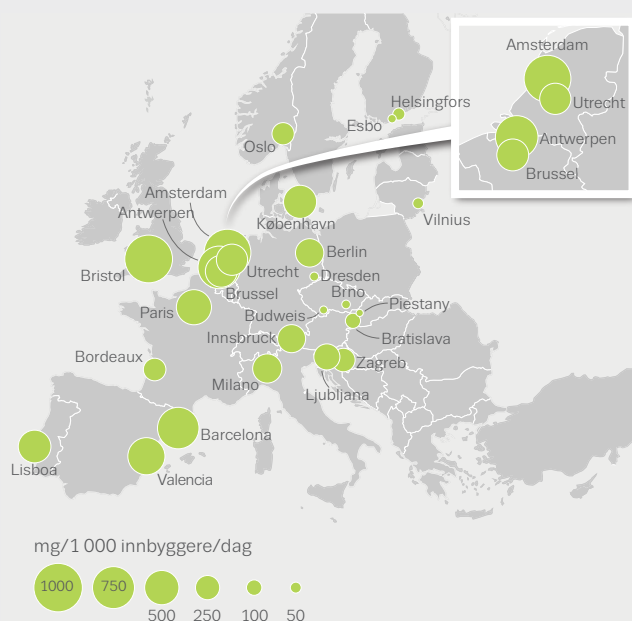 Amsterdam
Utrecht
Antwerpen
Brussel
Helsingfors
Esbo
Oslo
Amsterdam
Antwerpen
København
Vilnius
Bristol
Utrecht
Berlin
Brussel
Dresden
Brno
Piestany
Paris
Budweis
Innsbruck
Bratislava
Bordeaux
Milano
Zagreb
Ljubljana
Barcelona
Lisboa
Valencia
mg/1 000 innbyggere/dag
1000
750
500
250
100
50